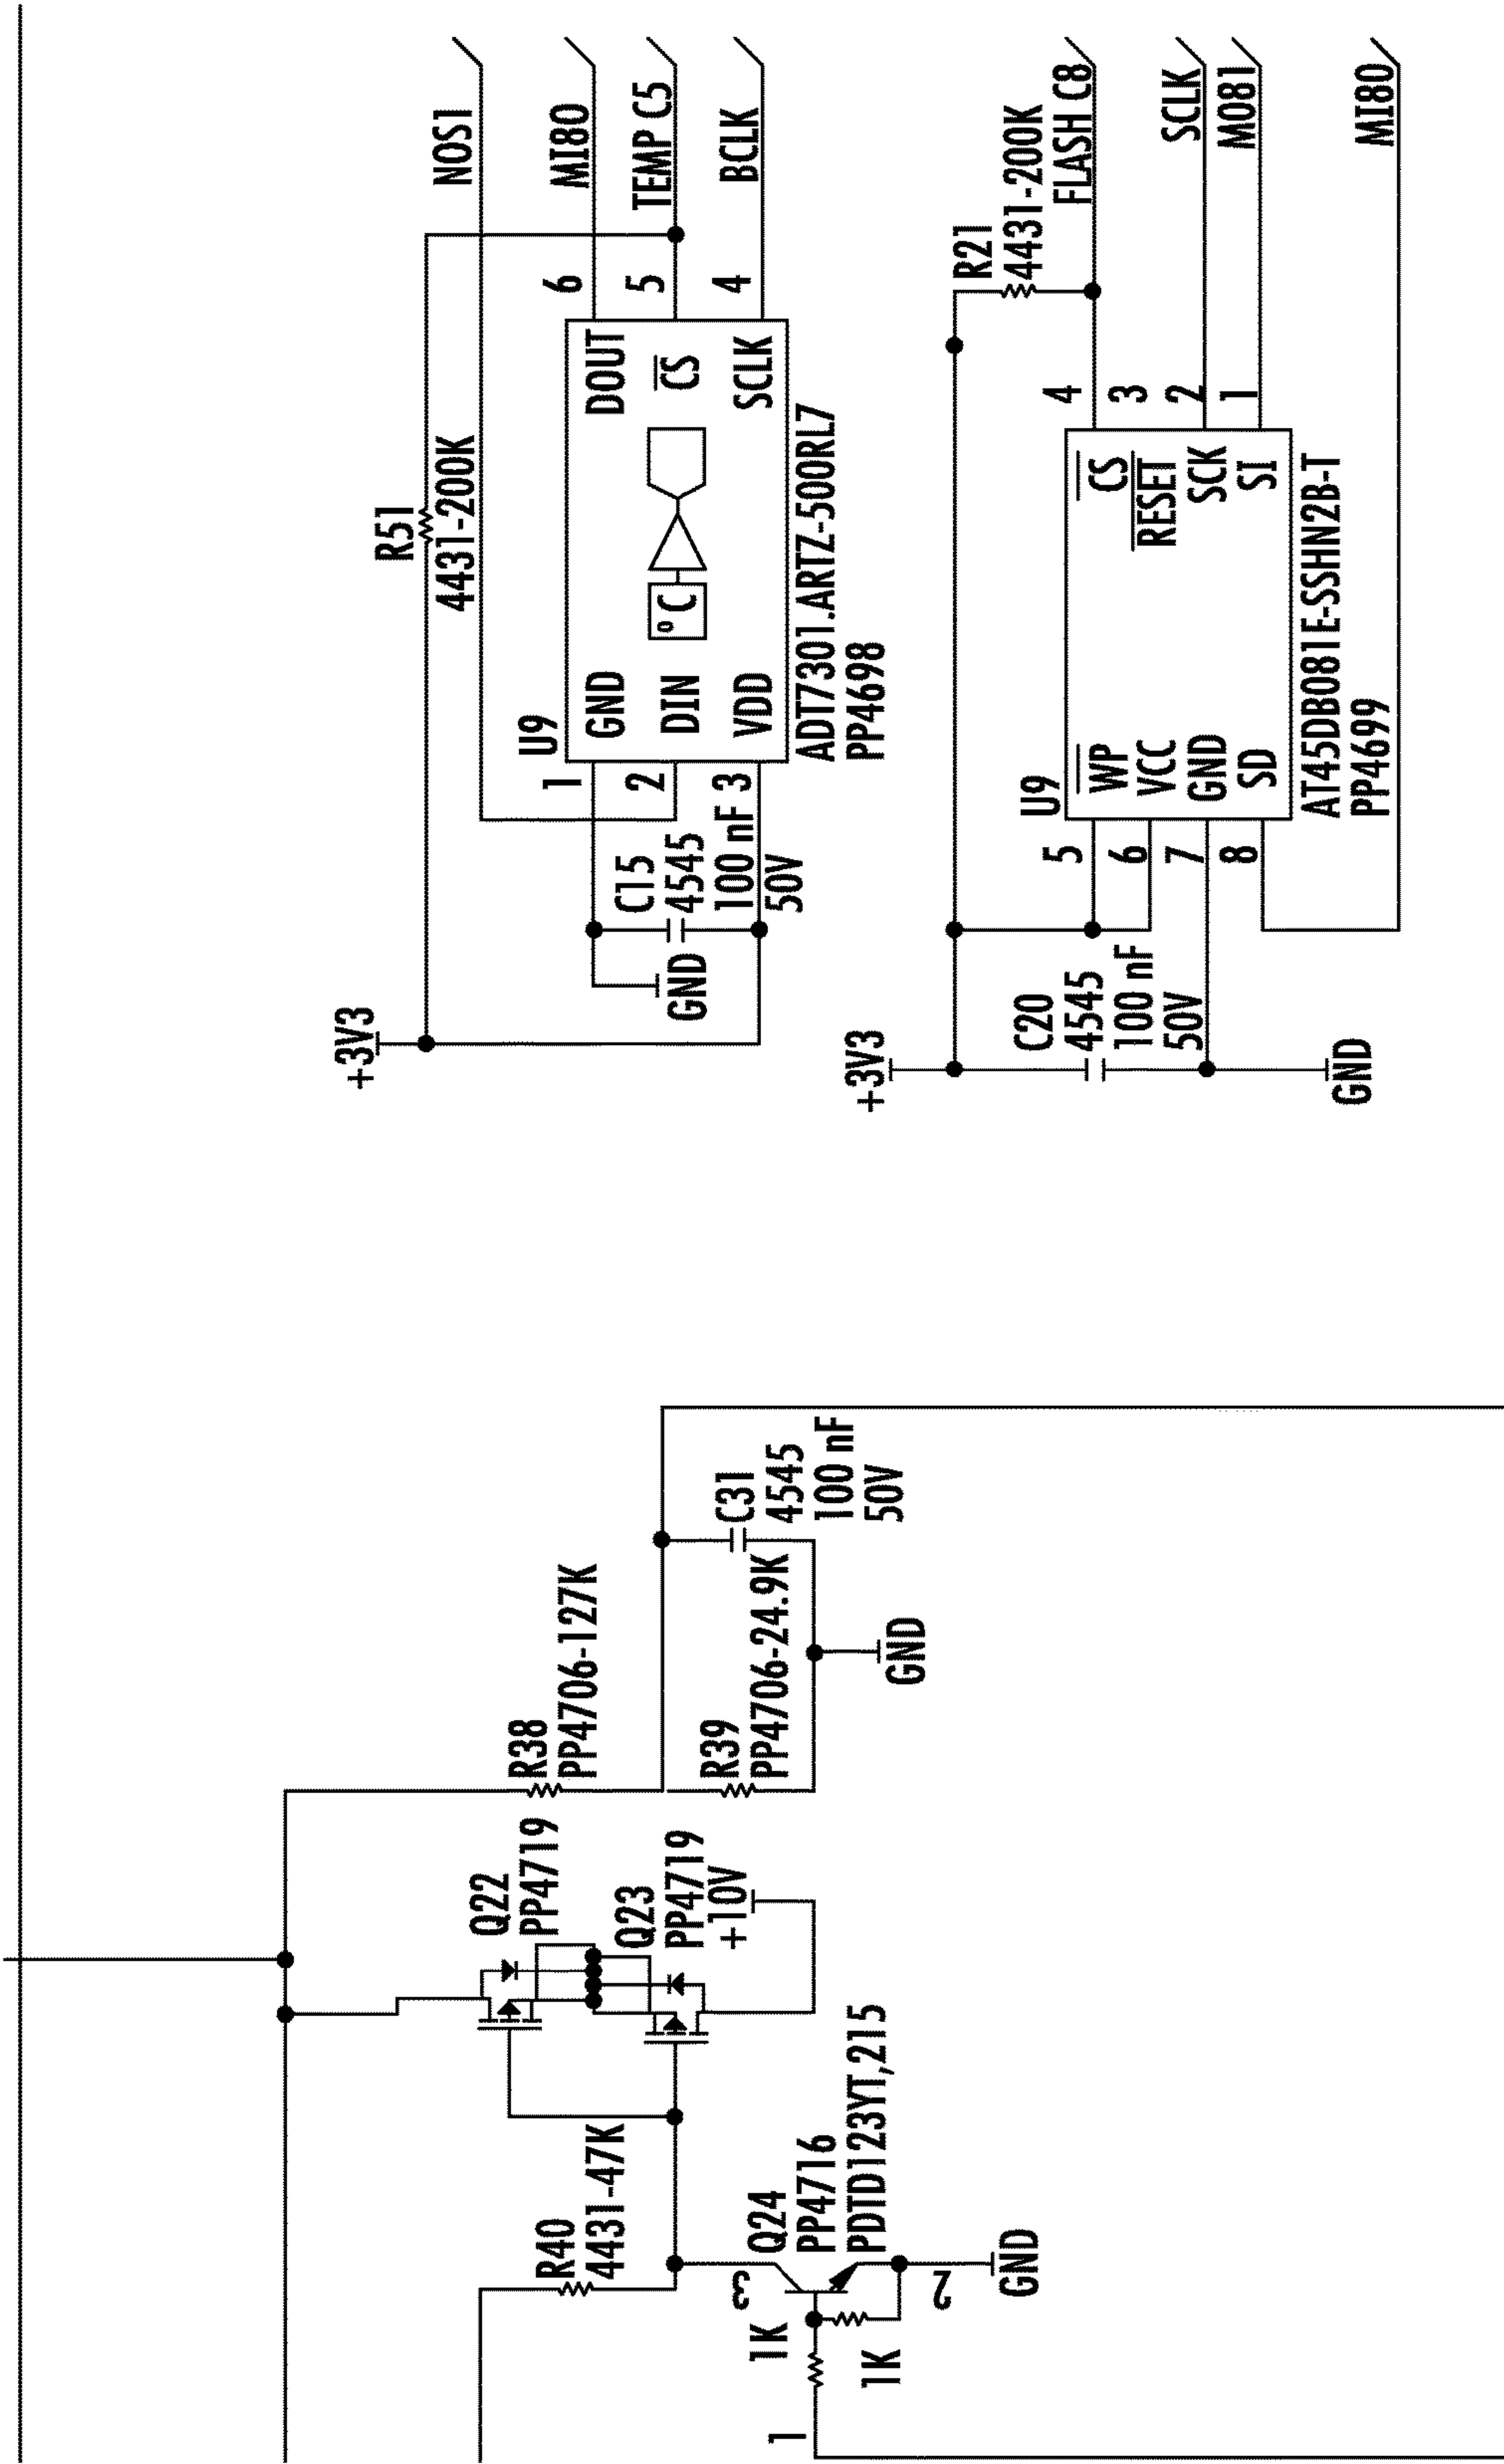 NOS1
MI80
TEMP C5
BCLK
R51
4431-200K
6
5
4
DOUT
CS
SCLK
°C
GND
DIN
VDD
U9
ADT7301.ARTZ-500RL7
PP4698
1
2
3
C15
4545
100 nF
50V
GND
+3V3
R21
4431-200K
FLASH C8
SCLK
M081
MI80
4
3
2
1
CS
RESET
SCK
SI
WP
VCC
GND
SD
U9
AT45DB081E-SSHN2B-T
PP4699
5
6
7
8
C20
4545
100 nF
50V
+3V3
GND
C31
4545
100 nF
50V
R38
PP4706-127K
R39
PP4706-24.9K
GND
Q22
PP4719
Q23
PP4719
+10V
R40
4431-47K
Q24
PP4716
PDTD123YT,215
3
2
GND
1K
1K
1